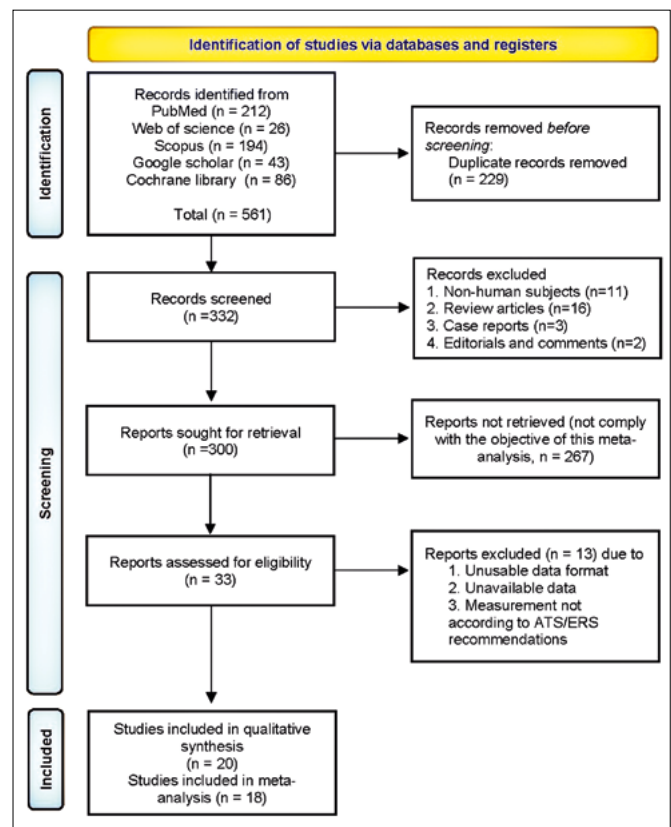 Identification of studies via databases and registers
Identification
Records identified from
PubMed (n = 212)
Web of science (n = 26)
Scopus (n = 194)
Google scholar (n = 43)
Cochrane library (n = 86)
Total (n = 561)
Records removed before
screening:
Duplicate records removed
(n = 229)
Screening
Records screened
(n =332)
Records excluded
1. Non-human subjects (n=11)
2. Review articles (n=16)
3. Case reports (n=3)
4. Editorials and comments (n=2)
Reports sought for retrieval
(n =300)
Reports not retrieved (not comply
with the objective of this meta-
analysis, n = 267)
Reports assessed for eligibility
(n = 33)
Reports excluded (n = 13) due to
1. Unusable data format
2. Unavailable data
3. Measurement not
according to ATS/ERS
recommendations
Included
Studies included in qualitative
synthesis
(n = 20)
Studies included in meta-
analysis (n = 18)